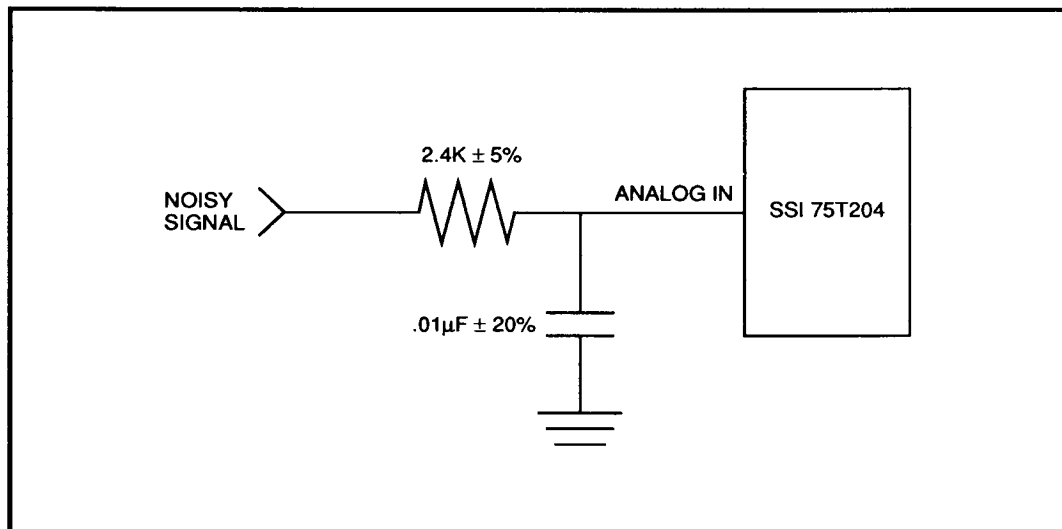 2.4K ± 5%
NOISY
SIGNAL
ANALOG IN
SSI 75T204
.01µF ± 20%